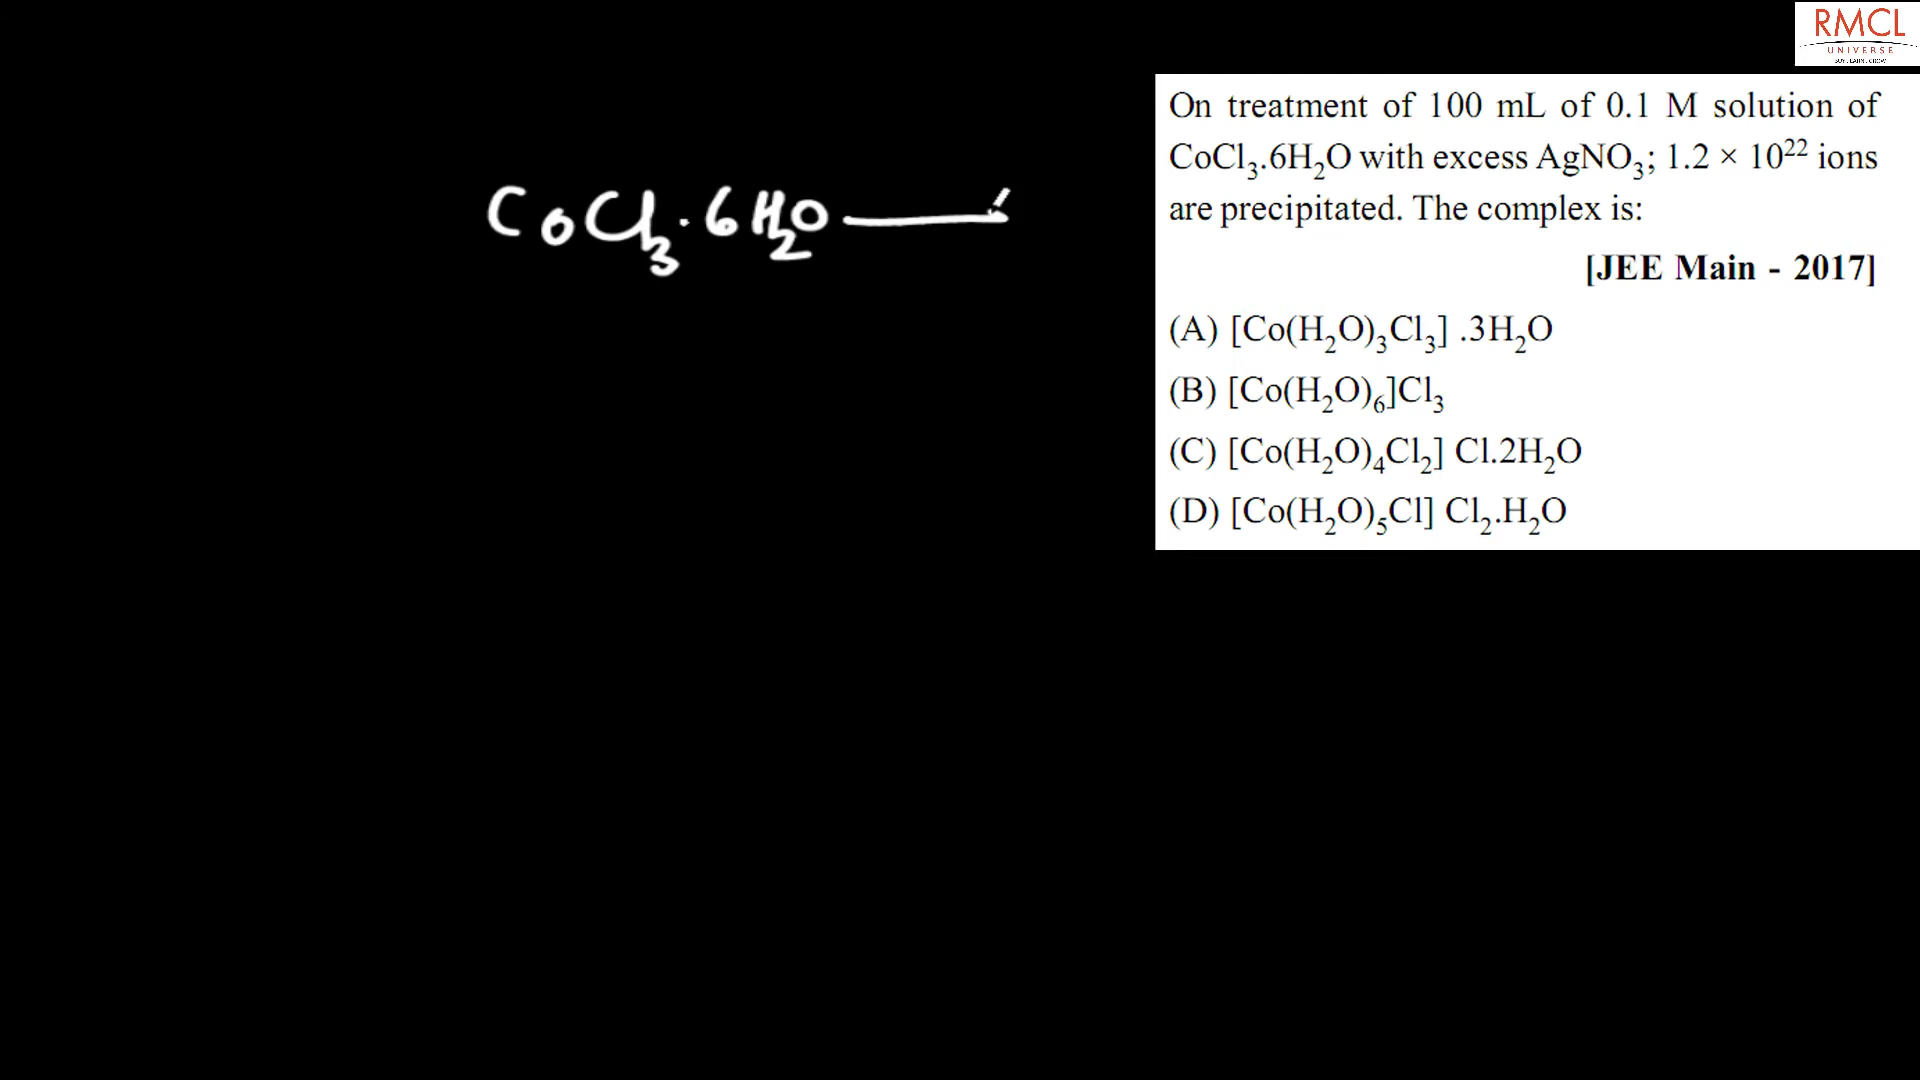 RMCL
UNIVERSE
CoCl₃.6H₂O
On treatment of 100 mL of 0.1 M solution of
CoCl₃.6H₂O with excess AgNO₃; 1.2 × 10²² ions
are precipitated. The complex is:
[JEE Main - 2017]
(A) [Co(H₂O)₃Cl₃] .3H₂O
(B) [Co(H₂O)₆]Cl₃
(C) [Co(H₂O)₄Cl₂] Cl.2H₂O
(D) [Co(H₂O)₅Cl] Cl₂.H₂O